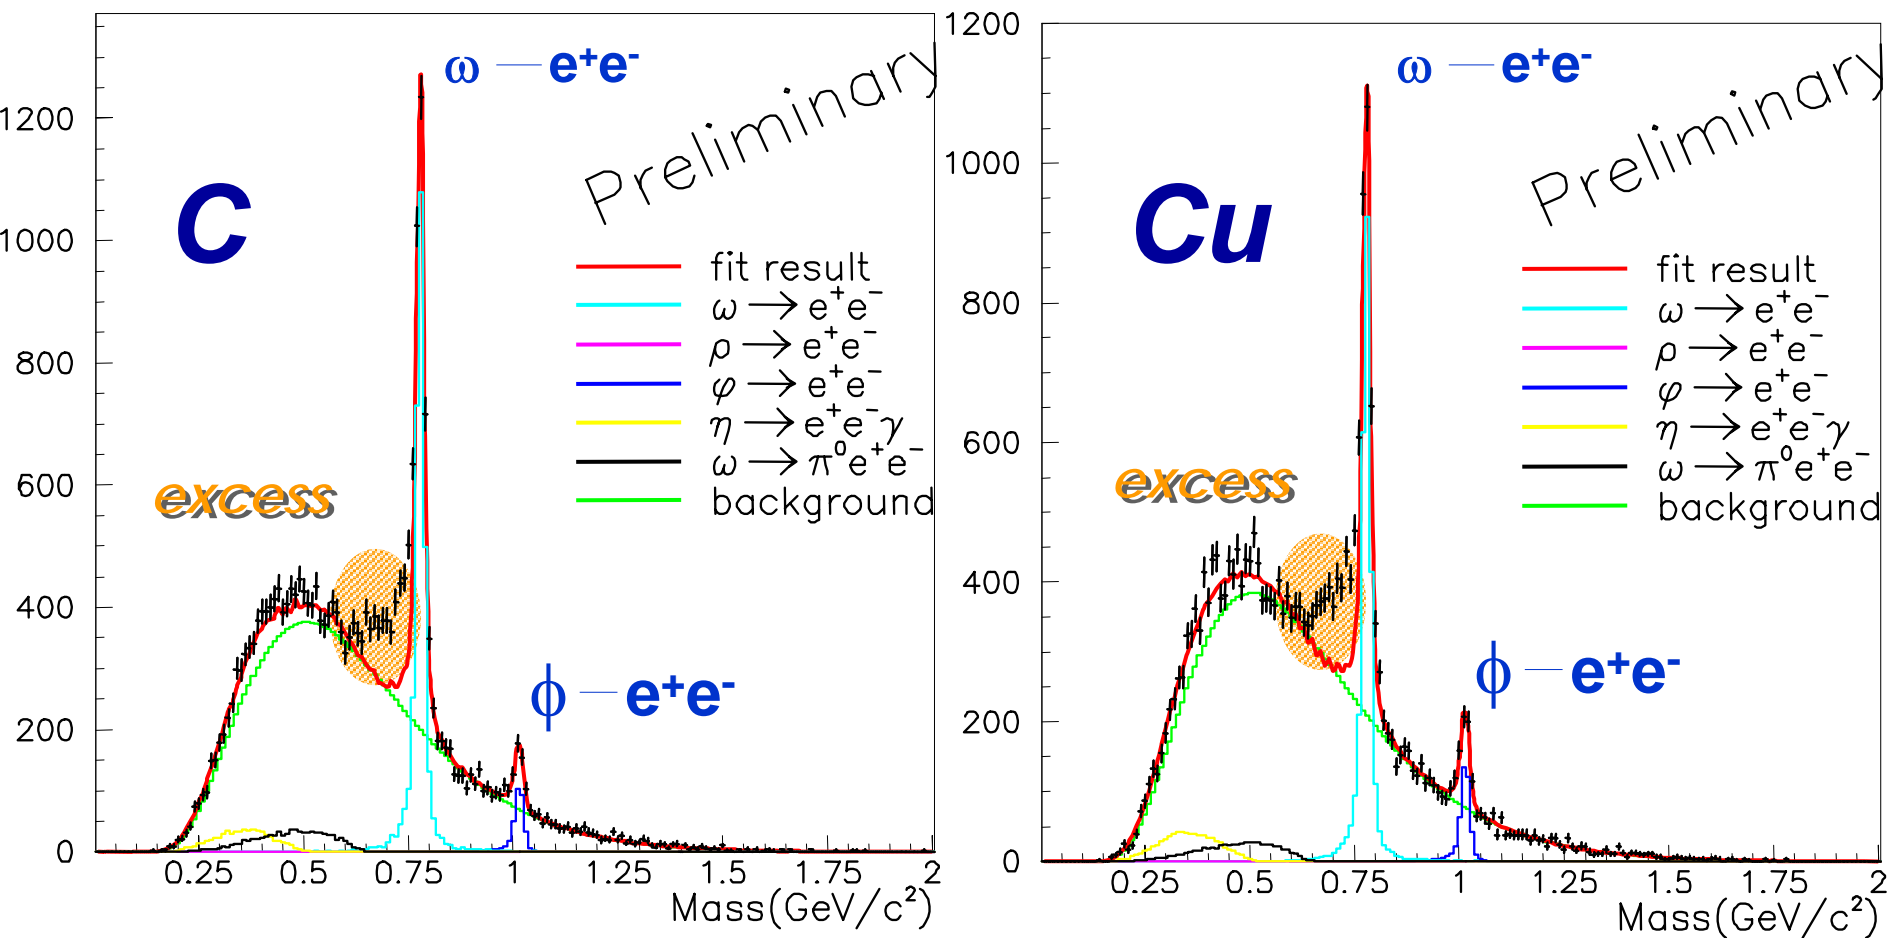 ω — e⁺e⁻
Preliminary
C
fit result
ω → e⁺e⁻
ρ → e⁺e⁻
φ → e⁺e⁻
η → e⁺e⁻γ
ω → π⁰e⁺e⁻
background
excess
ϕ — e⁺e⁻
1200
1000
800
600
400
200
0
0.25 0.5 0.75 1 1.25 1.5 1.75 2
Mass(GeV/c²)
ω — e⁺e⁻
Preliminary
Cu
fit result
ω → e⁺e⁻
ρ → e⁺e⁻
φ → e⁺e⁻
η → e⁺e⁻γ
ω → π⁰e⁺e⁻
background
excess
ϕ — e⁺e⁻
1200
1000
800
600
400
200
0
0.25 0.5 0.75 1 1.25 1.5 1.75 2
Mass(GeV/c²)